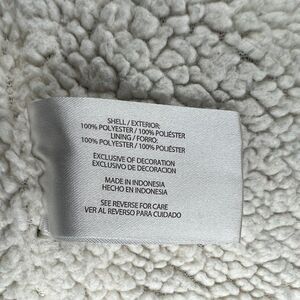 SHELL / EXTERIOR:
100% POLYESTER / 100% POLIÉSTER
LINING / FORRO:
100% POLYESTER / 100% POLIÉSTER
EXCLUSIVE OF DECORATION
EXCLUSIVO DE DECORACION
MADE IN INDONESIA
HECHO EN INDONESIA
SEE REVERSE FOR CARE
VER AL REVERSO PARA CUIDADO